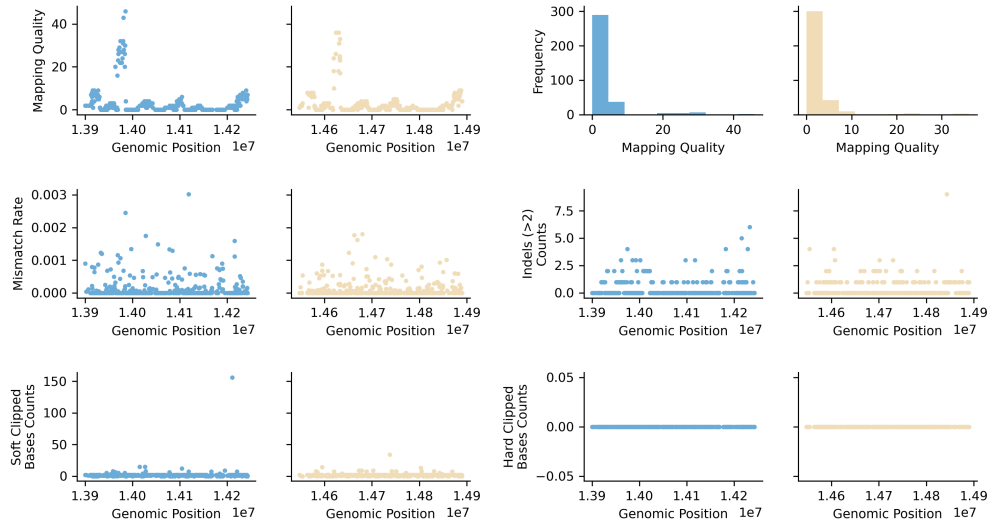 Mapping Quality
40
20
0
1.39 1.40 1.41 1.42
Genomic Position 1e7
1.46 1.47 1.48 1.49
Genomic Position 1e7
Frequency
300
200
100
0
0 20 40
Mapping Quality
0 10 20 30
Mapping Quality
Mismatch Rate
0.003
0.002
0.001
0.000
1.39 1.40 1.41 1.42
Genomic Position 1e7
1.46 1.47 1.48 1.49
Genomic Position 1e7
Indels (>2)
Counts
7.5
5.0
2.5
0.0
1.39 1.40 1.41 1.42
Genomic Position 1e7
1.46 1.47 1.48 1.49
Genomic Position 1e7
Soft Clipped
Bases Counts
150
100
50
0
1.39 1.40 1.41 1.42
Genomic Position 1e7
1.46 1.47 1.48 1.49
Genomic Position 1e7
Hard Clipped
Bases Counts
0.05
0.00
−0.05
1.39 1.40 1.41 1.42
Genomic Position 1e7
1.46 1.47 1.48 1.49
Genomic Position 1e7